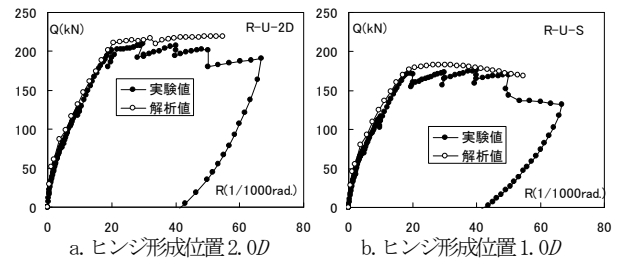 Q(kN)
R-U-2D
250
200
150
100
50
0
実験値
解析値
R(1/1000rad.)
0 20 40 60 80
a. ヒンジ形成位置2.0D
Q(kN)
R-U-S
250
200
150
100
50
0
実験値
解析値
R(1/1000rad.)
0 20 40 60 80
b. ヒンジ形成位置1.0D